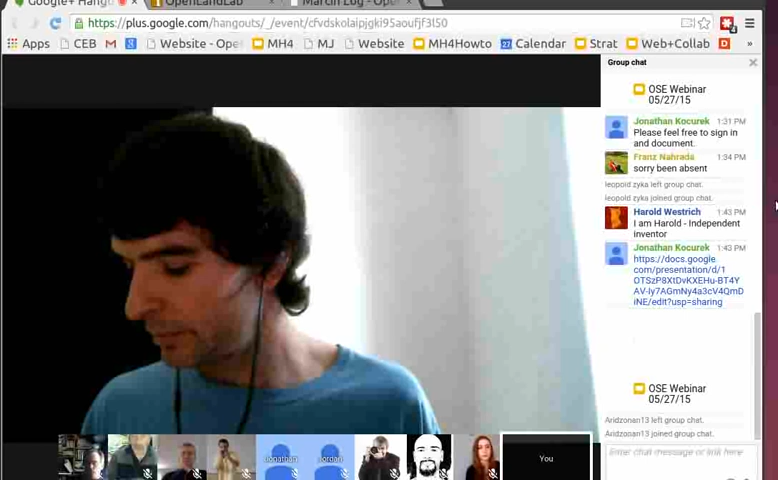 Google+ Hango
OpenLandLab
Marcin Log - Op
https://plus.google.com/hangouts/_/event/cfvdskolaipjgki95aoufjf3l50
Apps CEB MJ Website - Ope MH4 MJ Website MH4Howto Calendar Strat Web+Collab »
Group chat
OSE Webinar
05/27/15
Jonathan Kocurek 1:31 PM
Please feel free to sign in
and document.
Franz Nahrada 1:34 PM
sorry been absent
leopold zyka left group chat.
leopold zyka joined group chat.
Harold Westrich 1:43 PM
I am Harold - Independent
inventor
Jonathan Kocurek 1:43 PM
https://docs.google
com/presentation/d/1
OTSzP8XtDvKXEHu-BT4Y
AV-Iy7AGmNy4a3cV4QmD
iNE/edit?usp=sharing
OSE Webinar
05/27/15
Aridzonan13 left group chat.
Aridzonan13 joined group chat.
Enter chat message or link here
Jonathan
You